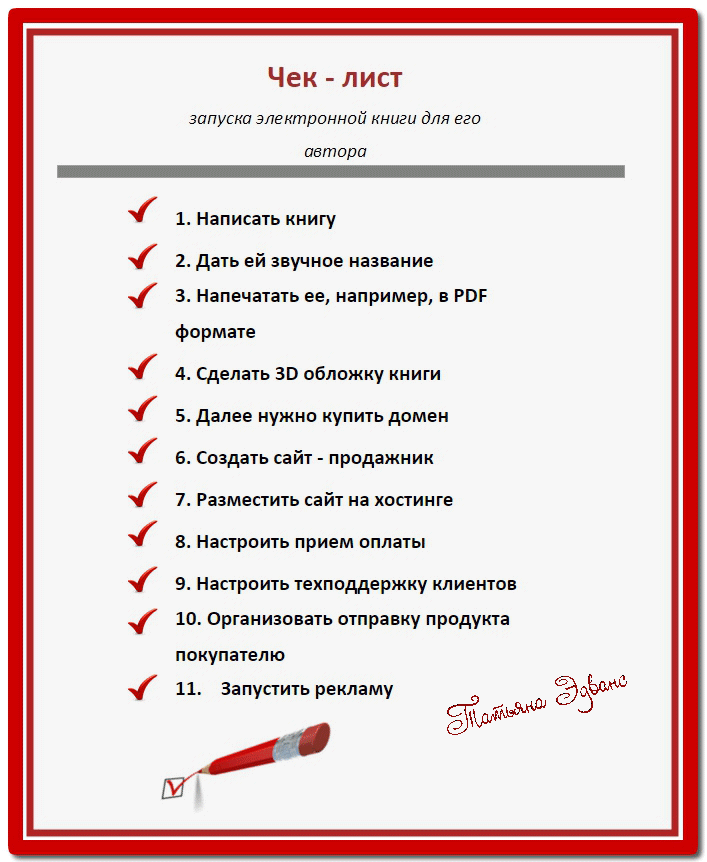 Чек - лист
запуска электронной книги для его
автора
1. Написать книгу
2. Дать ей звучное название
3. Напечатать ее, например, в PDF
формате
4. Сделать 3D обложку книги
5. Далее нужно купить домен
6. Создать сайт - продажник
7. Разместить сайт на хостинге
8. Настроить прием оплаты
9. Настроить техподдержку клиентов
10. Организовать отправку продукта
покупателю
11. Запустить рекламу
Татьяна Эдванс